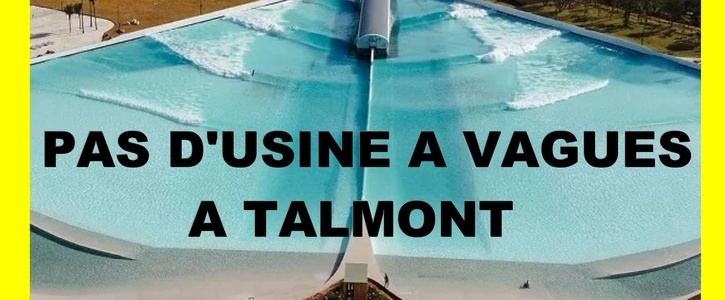 PAS D'USINE A VAGUES
A TALMONT